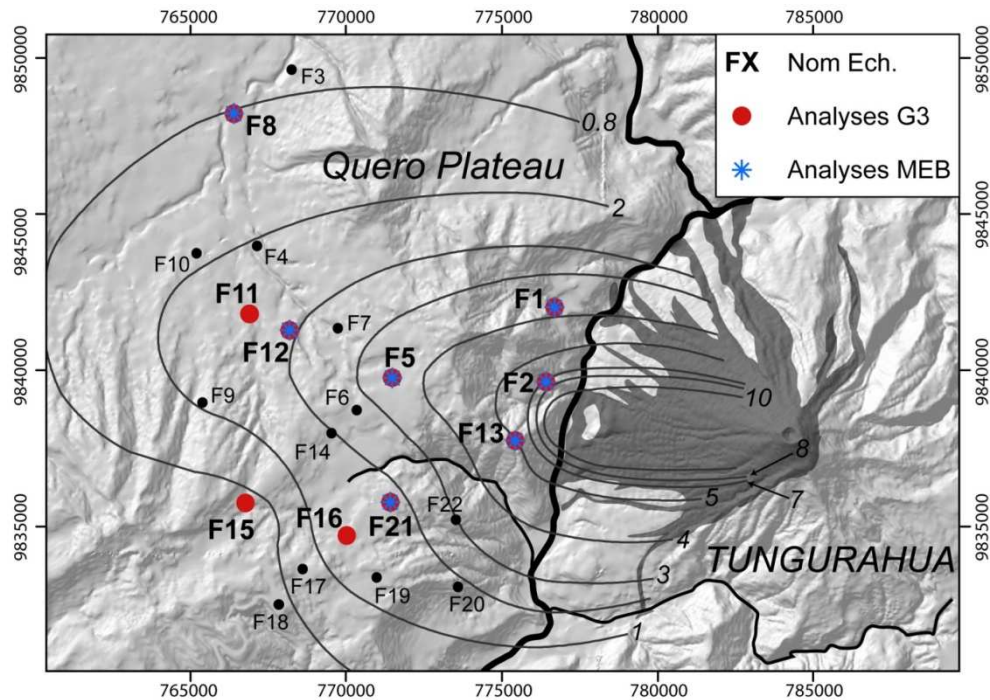 765000 770000 775000 780000 785000
9850000 9850000
9845000 9845000
9840000 9840000
9835000 9835000
FX Nom Ech.
Analyses G3
Analyses MEB
F3
F8
0.8
Quero Plateau
2
F10 F4
F11
F1
F12 F7
F5
F2
10
F9 F6
F13
F14
8
7
F15 F16 F21 F22
5
4
TUNGURAHUA
F17
F19
3
F18 F20
1
765000 770000 775000 780000 785000